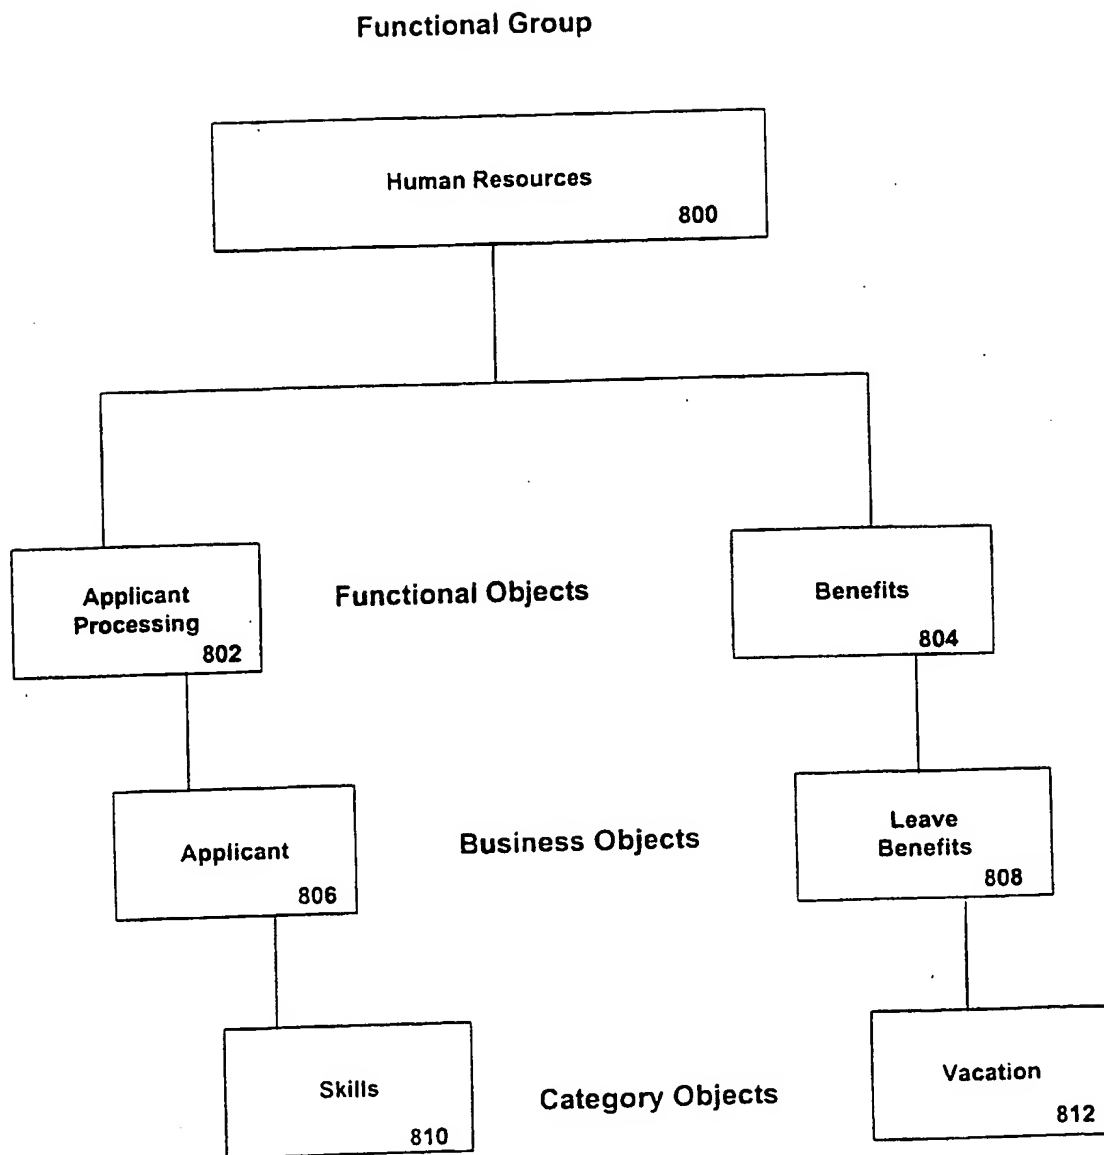 Functional Group
Human Resources
800
Applicant
Processing
802
Functional Objects
Benefits
804
Applicant
806
Business Objects
Leave
Benefits
808
Skills
810
Category Objects
Vacation
812